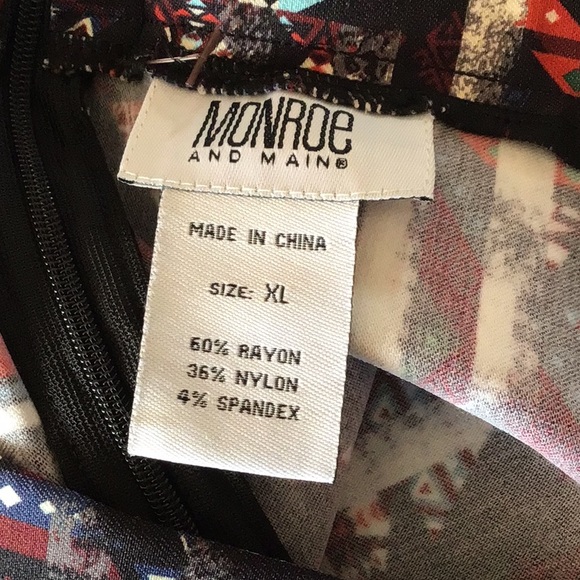 MONROe
AND MAIN®
MADE IN CHINA
SIZE: XL
60% RAYON
36% NYLON
4% SPANDEX